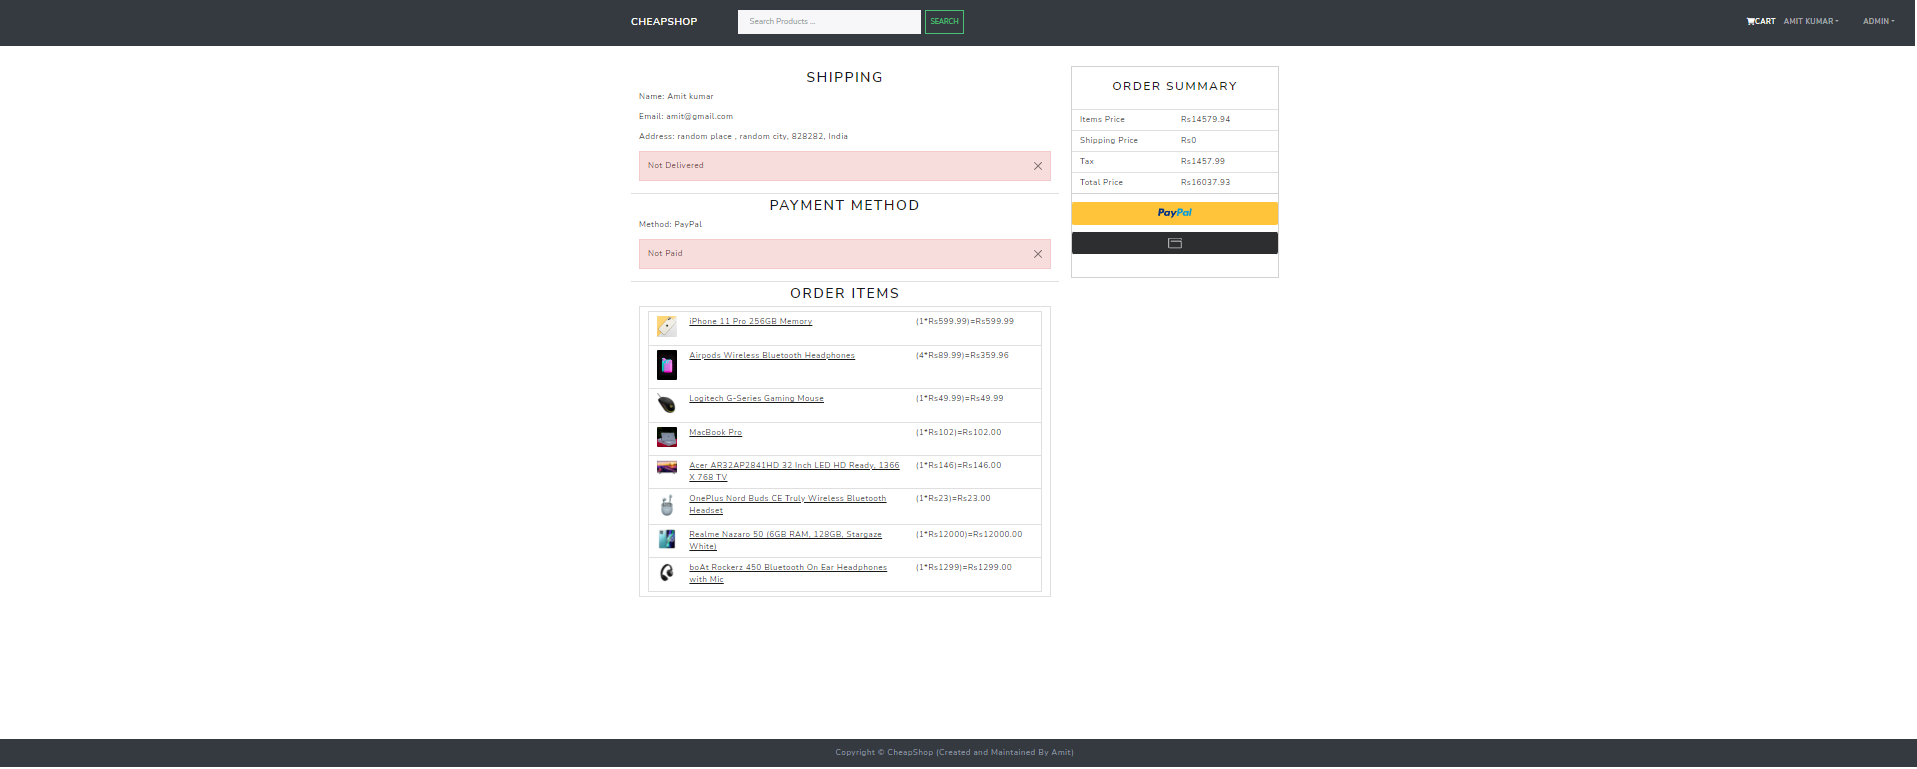 CHEAPSHOP
Search Products ...
SEARCH
CART
AMIT KUMAR
ADMIN
SHIPPING
Name: Amit kumar
Email: amit@gmail.com
Address: random place , random city, 828282, India
Not Delivered
PAYMENT METHOD
Method: PayPal
Not Paid
ORDER ITEMS
iPhone 11 Pro 256GB Memory (1*Rs599.99)=Rs599.99
Airpods Wireless Bluetooth Headphones (4*Rs89.99)=Rs359.96
Logitech G-Series Gaming Mouse (1*Rs49.99)=Rs49.99
MacBook Pro (1*Rs102)=Rs102.00
Acer AR32AP2841HD 32 Inch LED HD Ready, 1366 (1*Rs146)=Rs146.00
X 768 TV
OnePlus Nord Buds CE Truly Wireless Bluetooth (1*Rs23)=Rs23.00
Headset
Realme Nazaro 50 (6GB RAM, 128GB, Stargaze (1*Rs12000)=Rs12000.00
White)
boAt Rockerz 450 Bluetooth On Ear Headphones (1*Rs1299)=Rs1299.00
with Mic
ORDER SUMMARY
Items Price Rs14579.94
Shipping Price Rs0
Tax Rs1457.99
Total Price Rs16037.93
PayPal
Copyright © CheapShop (Created and Maintained By Amit)